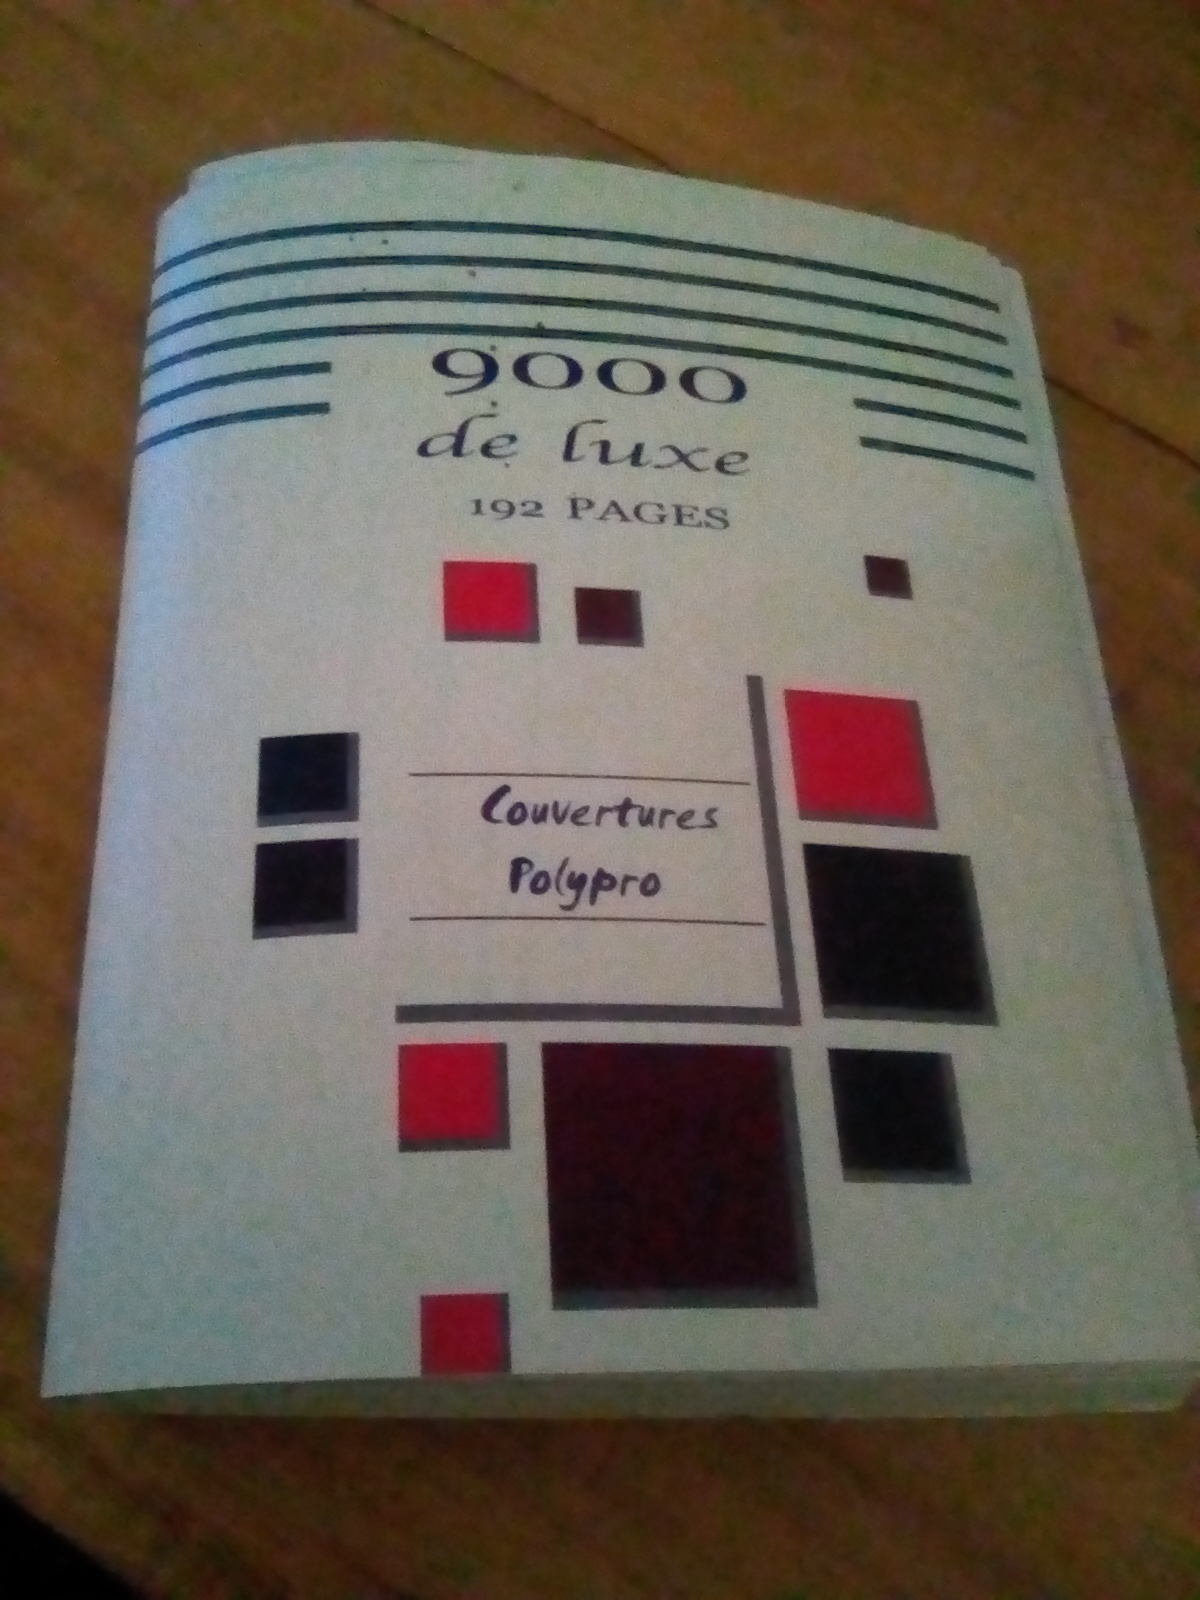 9000
de luxe
192 PAGES
Couvertures
Polypro